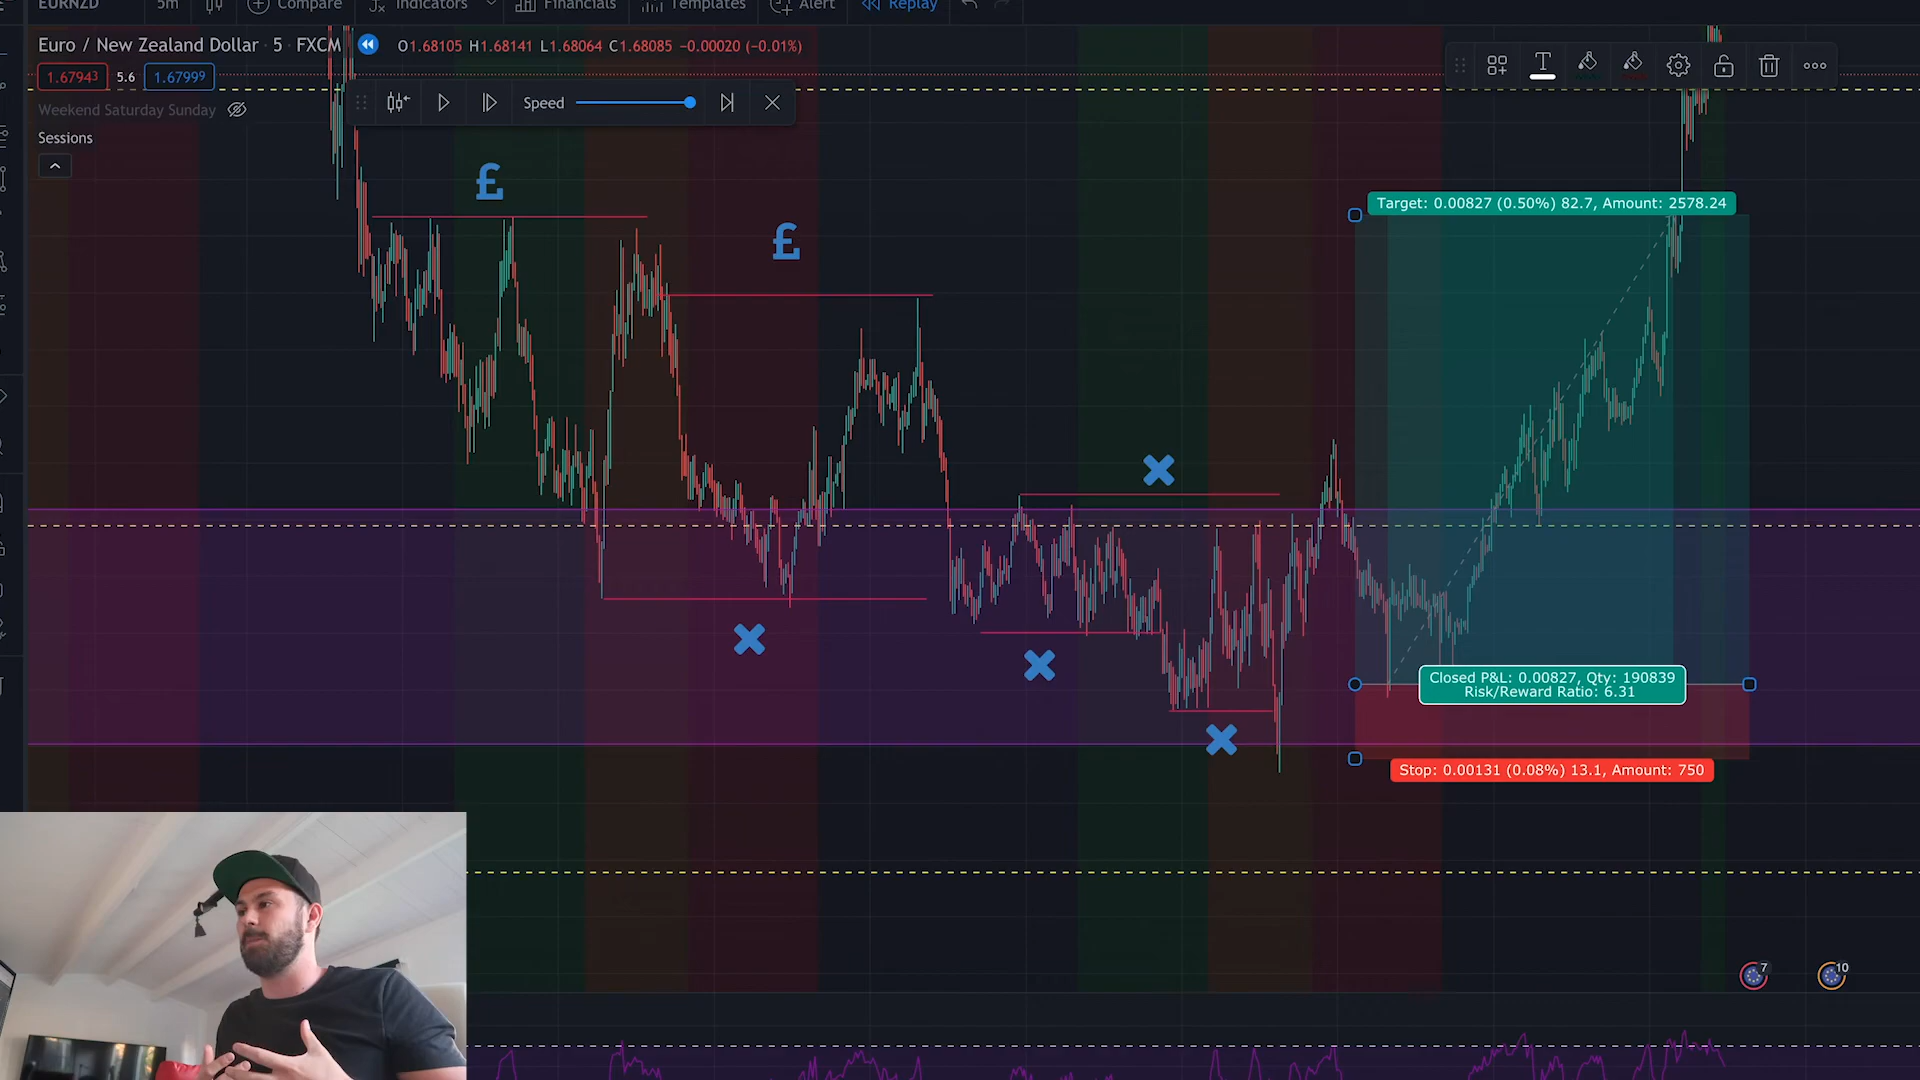 EURNZD 5m Compare Indicators Financials Templates Alert Replay
Euro / New Zealand Dollar · 5 · FXCM O1.68105 H1.68141 L1.68064 C1.68085 −0.00020 (−0.01%)
1.67943 5.6 1.67999
Speed
Weekend Saturday Sunday
Sessions
£
£
Target: 0.00827 (0.50%) 82.7, Amount: 2578.24
Closed P&L: 0.00827, Qty: 190839
Risk/Reward Ratio: 6.31
Stop: 0.00131 (0.08%) 13.1, Amount: 750
7
10